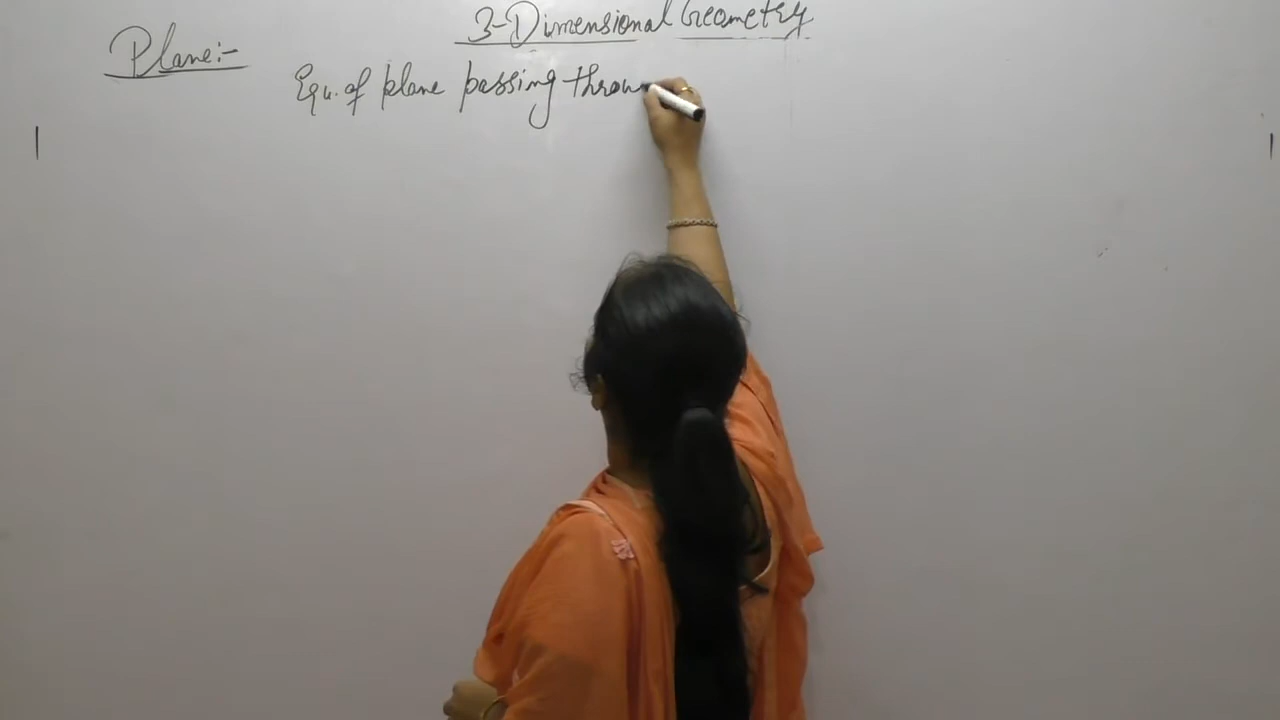 3-Dimensional Geometry
Plane:-
Equ. of plane passing throu